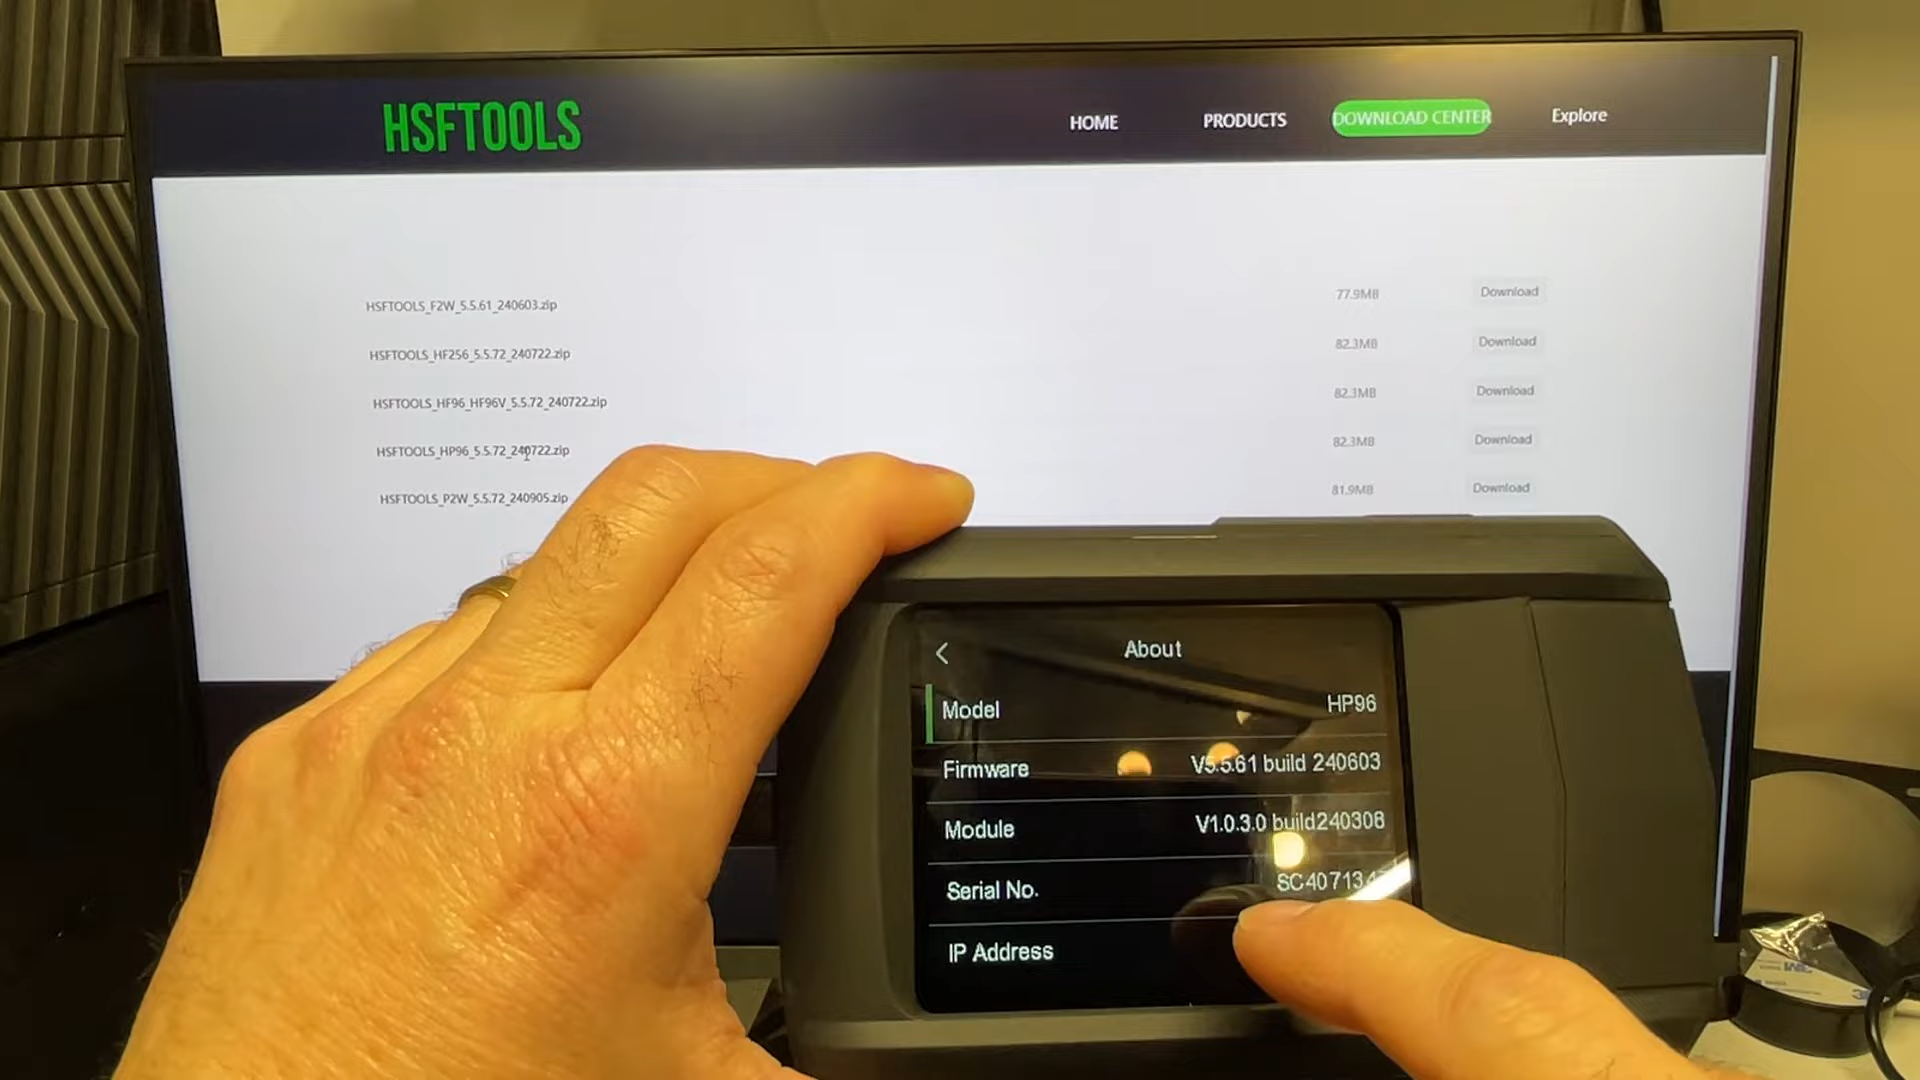 HSFTOOLS
HOME PRODUCTS DOWNLOAD CENTER Explore
HSFTOOLS_F2W_5.5.61_240603.zip 77.9MB Download
HSFTOOLS_HF256_5.5.72_240722.zip 82.3MB Download
HSFTOOLS_HF96_HF96V_5.5.72_240722.zip 82.3MB Download
HSFTOOLS_HP96_5.5.72_240722.zip 82.3MB Download
HSFTOOLS_P2W_5.5.72_240905.zip 81.9MB Download
About
Model HP96
Firmware V5.5.61 build 240603
Module V1.0.3.0 build240308
Serial No.
IP Address